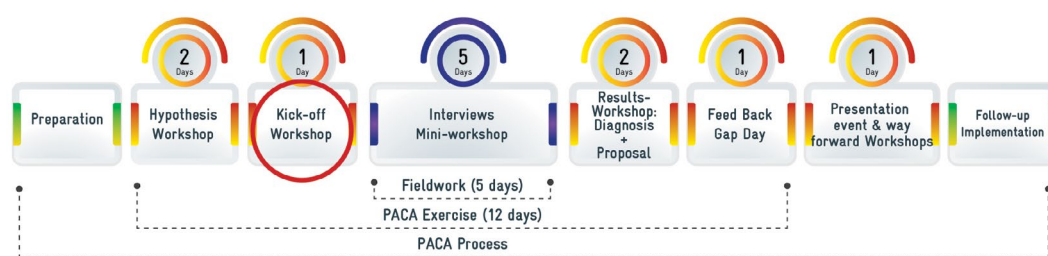 2
Days
1
Day
5
Days
2
Days
1
Day
1
Day
Preparation
Hypothesis
Workshop
Kick-off
Workshop
Interviews
Mini-workshop
Results-
Workshop:
Diagnosis
+
Proposal
Feed Back
Gap Day
Presentation
event & way
forward Workshops
Follow-up
Implementation
Fieldwork (5 days)
PACA Exercise (12 days)
PACA Process